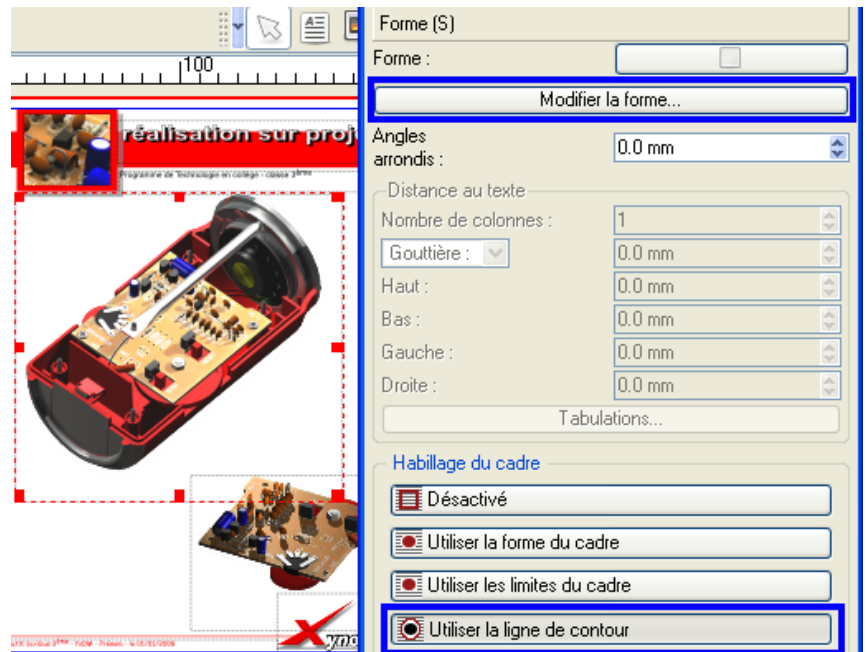 Forme (S)
Forme :
100
Modifier la forme...
réalisation sur proj
Angles
arrondis :
0.0 mm
Programme de Technologie en collège - classe 3ème
Distance au texte
Nombre de colonnes :
1
Gouttière :
0.0 mm
Haut :
0.0 mm
Bas :
0.0 mm
Gauche :
0.0 mm
Droite :
0.0 mm
Tabulations...
Habillage du cadre
Désactivé
Utiliser la forme du cadre
Utiliser les limites du cadre
Utiliser la ligne de contour
Xyno